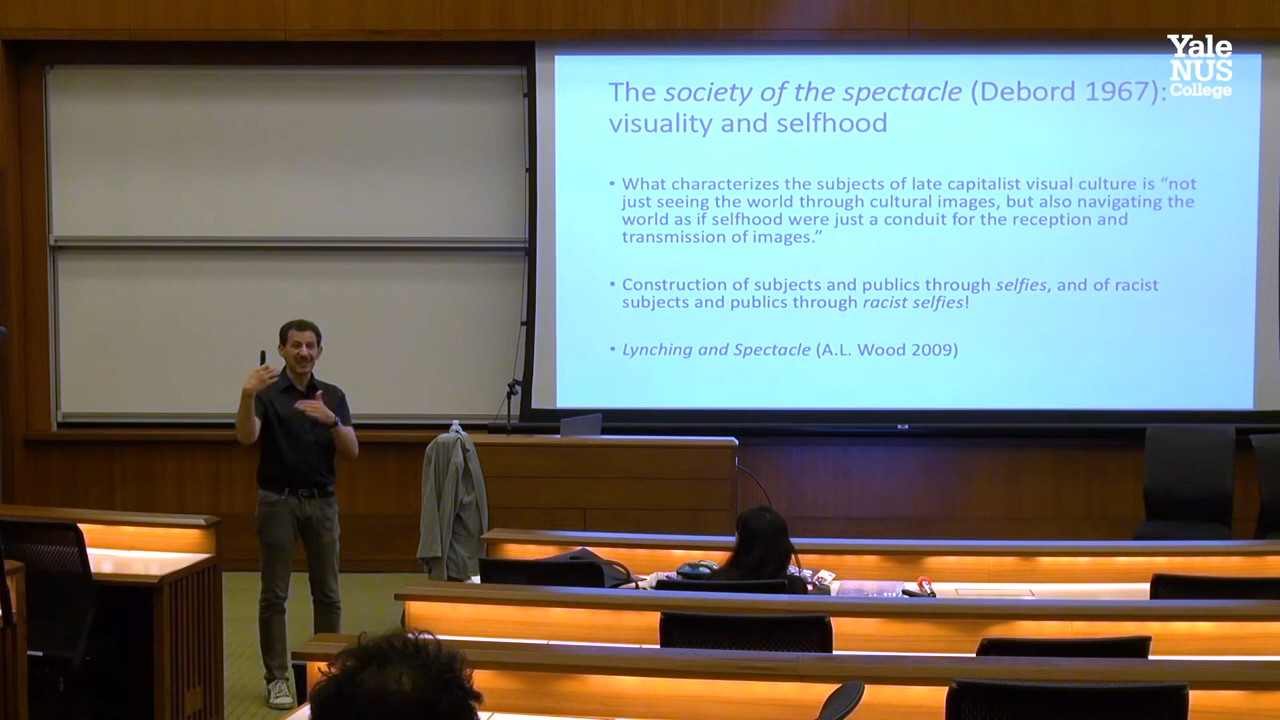 Yale
NUS
College
The society of the spectacle (Debord 1967):
visuality and selfhood
• What characterizes the subjects of late capitalist visual culture is “not
just seeing the world through cultural images, but also navigating the
world as if selfhood were just a conduit for the reception and
transmission of images.”
• Construction of subjects and publics through selfies, and of racist
subjects and publics through racist selfies!
• Lynching and Spectacle (A.L. Wood 2009)